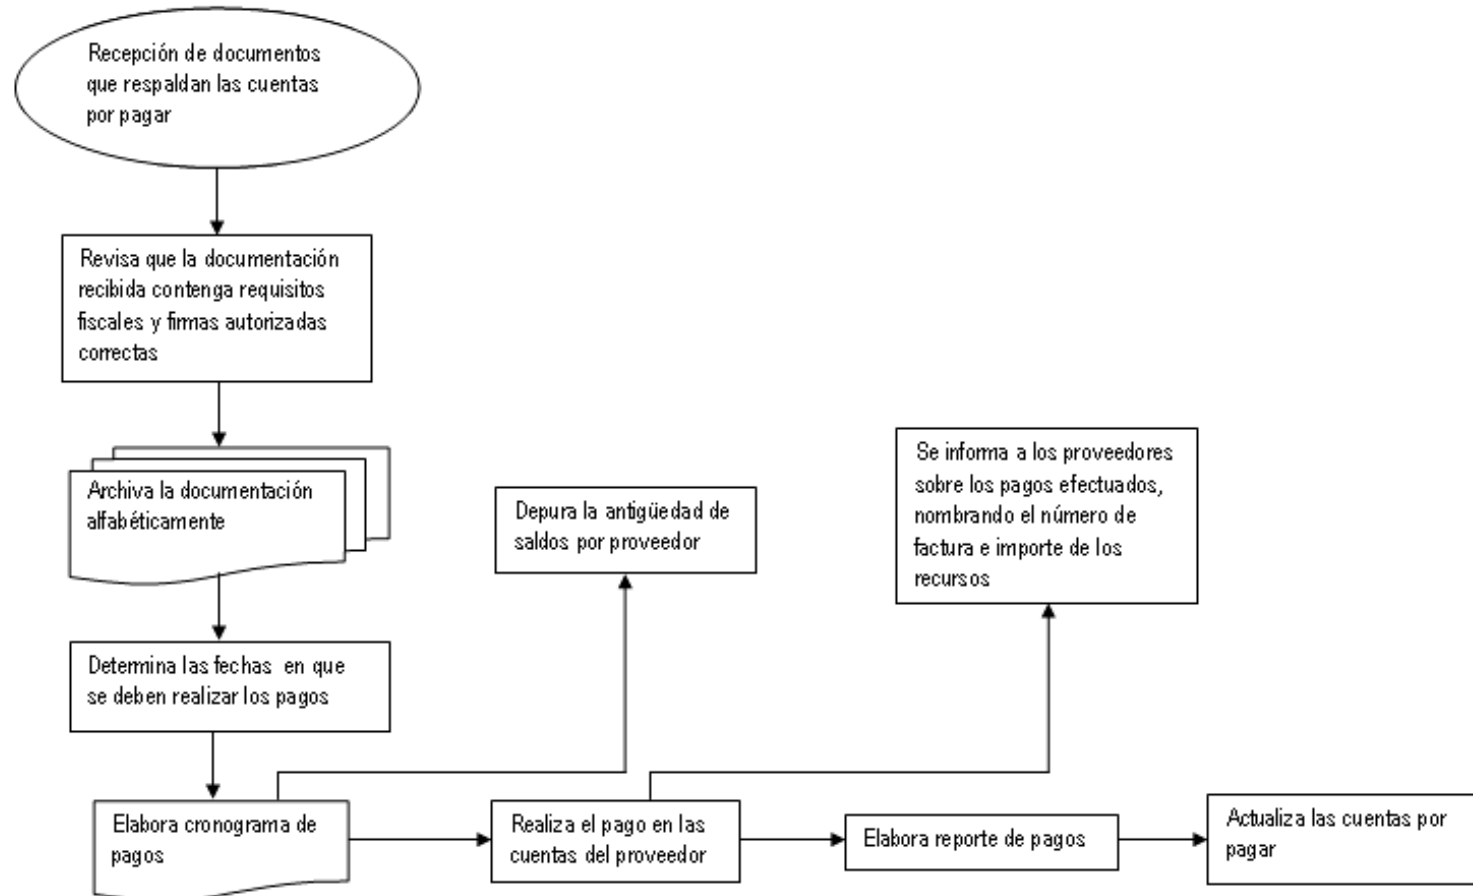 Recepción de documentos
que respaldan las cuentas
por pagar
Revisa que la documentación
recibida contenga requisitos
fiscales y firmas autorizadas
correctas
Archiva la documentación
alfabéticamente
Determina las fechas en que
se deben realizar los pagos
Elabora cronograma de
pagos
Depura la antigüedad de
saldos por proveedor
Realiza el pago en las
cuentas del proveedor
Se informa a los proveedores
sobre los pagos efectuados,
nombrando el número de
factura e importe de los
recursos
Elabora reporte de pagos
Actualiza las cuentas por
pagar